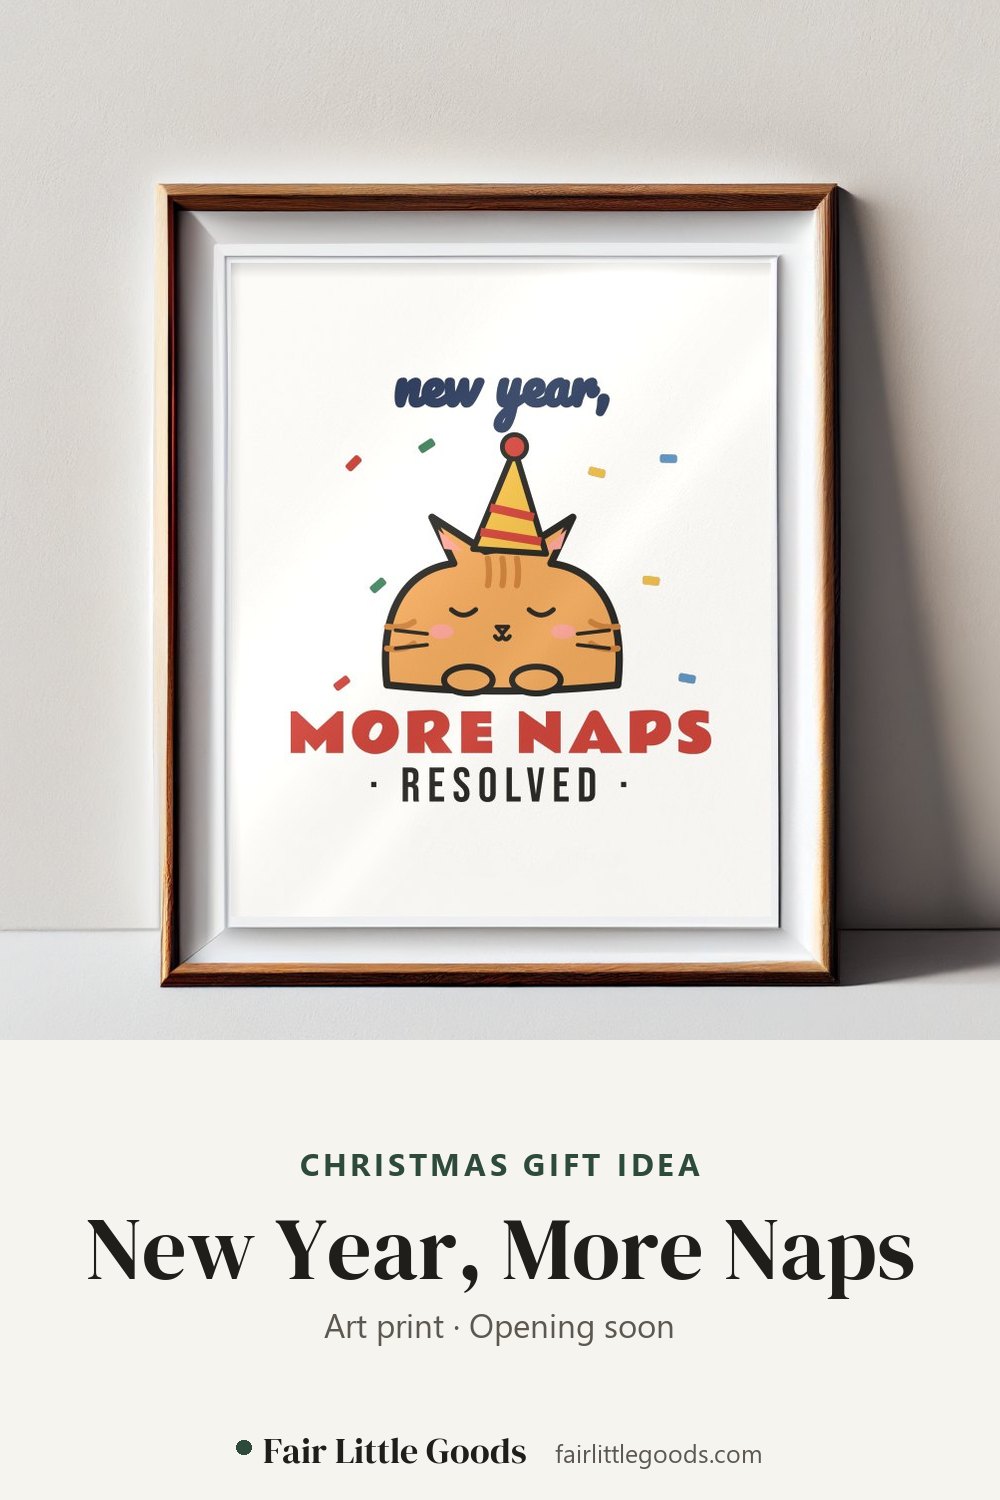 new year,
MORE NAPS
· RESOLVED ·
CHRISTMAS GIFT IDEA
New Year, More Naps
Art print · Opening soon
Fair Little Goods fairlittlegoods.com